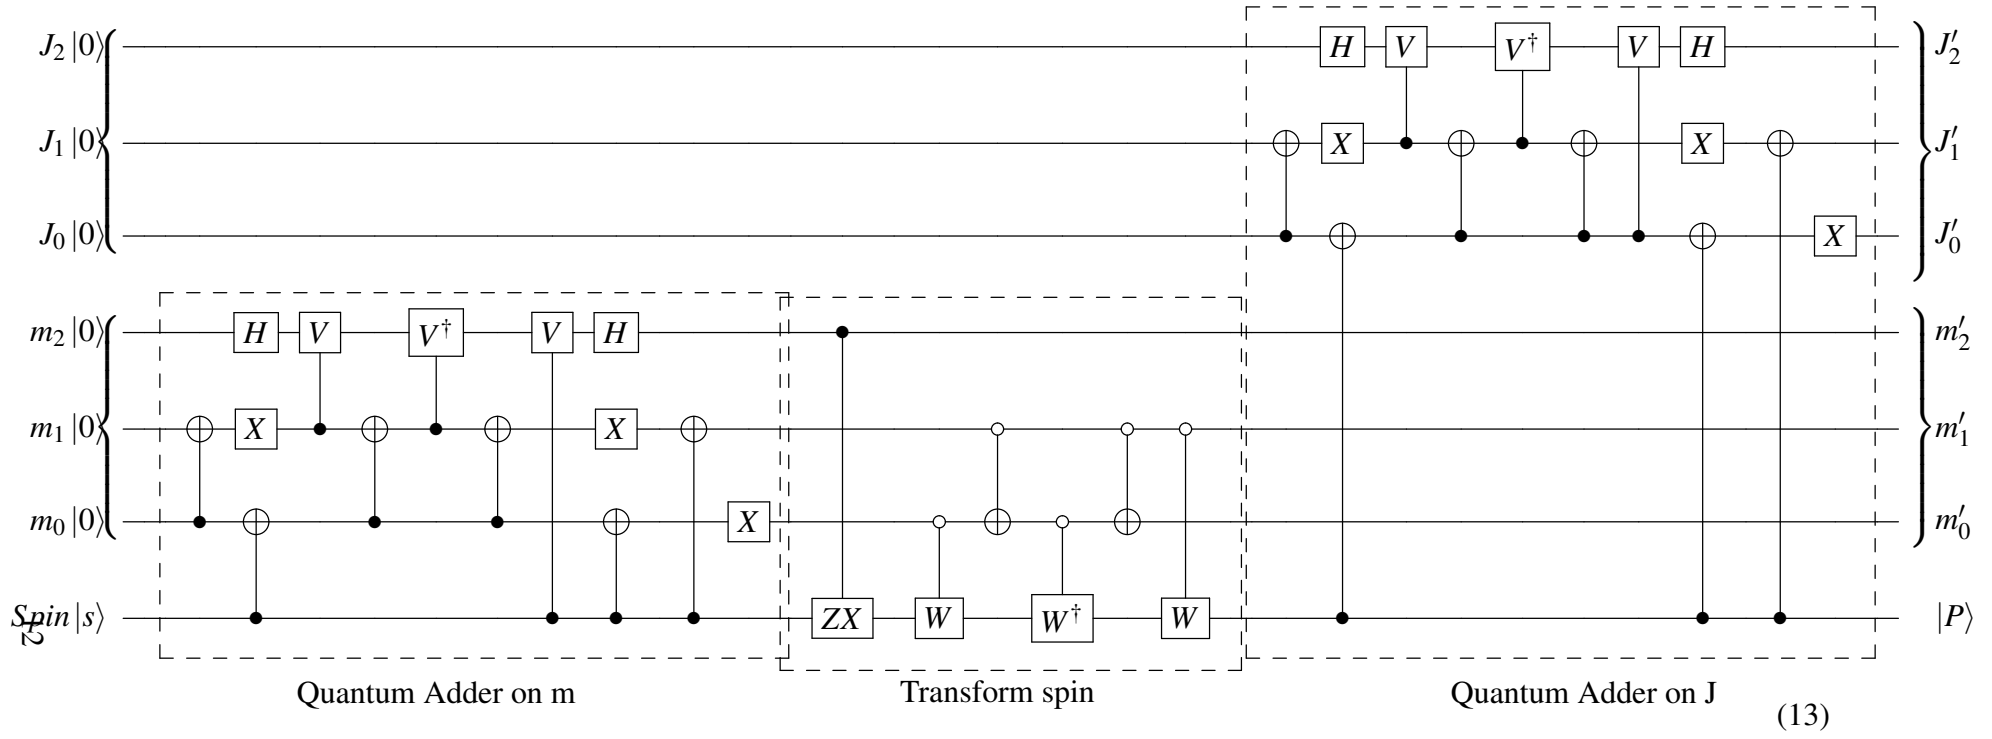 J₂ |0⟩ H V V† V H J′₂
J₁ |0⟩ X X J′₁
J₀ |0⟩ X J′₀
m₂ |0⟩ H V V† V H m′₂
m₁ |0⟩ X X m′₁
m₀ |0⟩ X m′₀
Spin |s⟩ ZX W W† W |P⟩
Quantum Adder on m Transform spin Quantum Adder on J
(13)